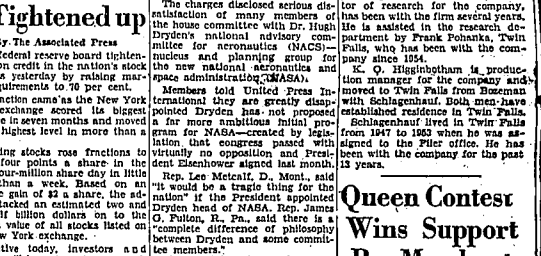 Tightened up
By The Associated Press
federal reserve board tighten-
on credit in the nation's stock
s yesterday by raising mar-
quirements to 70 per cent.
action came as the New York
exchange scored its biggest
e in seven months and moved
highest level in more than a
ing stocks rose fractions to
four points a share in the
our-million share day in little
than a week. Based on an
e gain of $2 a share, the ad-
tacked an estimated two and
lf billion dollars on to the
value of all stocks listed on
w York exchange.
tive today, investors and
The charges disclosed serious dis-
satisfaction of many members of
the house committee with Dr. Hugh
Dryden's national advisory com-
mittee for aeronautics (NACS)—
nucleus and planning group for
the new national aeronautics and
space administration (NASA).
Members told United Press In-
ternational they are greatly disap-
pointed Dryden has not proposed
a far more ambitious initial pro-
gram for NASA—created by legis-
lation that congress passed with
virtually no opposition and Presi-
dent Eisenhower signed last month.
Rep. Lee Metcalf, D., Mont., said
"it would be a tragic thing for the
nation" if the President appointed
Dryden head of NASA. Rep. James
G. Fulton, R., Pa., said there is a
"complete difference of philosophy
between Dryden and some commit-
tee members."
tor of research for the company,
has been with the firm several years.
He is assisted in the research de-
partment by Frank Pohanka, Twin
Falls, who has been with the com-
pany since 1954.
K. Q. Higginbotham is produc-
tion manager for the company and
moved to Twin Falls from Bozeman
with Schlagenhauf. Both men have
established residence in Twin Falls.
Schlagenhauf lived in Twin Falls
from 1947 to 1953 when he was as-
signed to the Filer office. He has
been with the company for the past
13 years.
Queen Contest
Wins Support